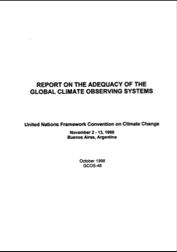 REPORT ON THE ADEQUACY OF THE
GLOBAL CLIMATE OBSERVING SYSTEMS
United Nations Framework Convention on Climate Change
November 2 - 13, 1998
Buenos Aires, Argentina
October 1998
GCOS-48